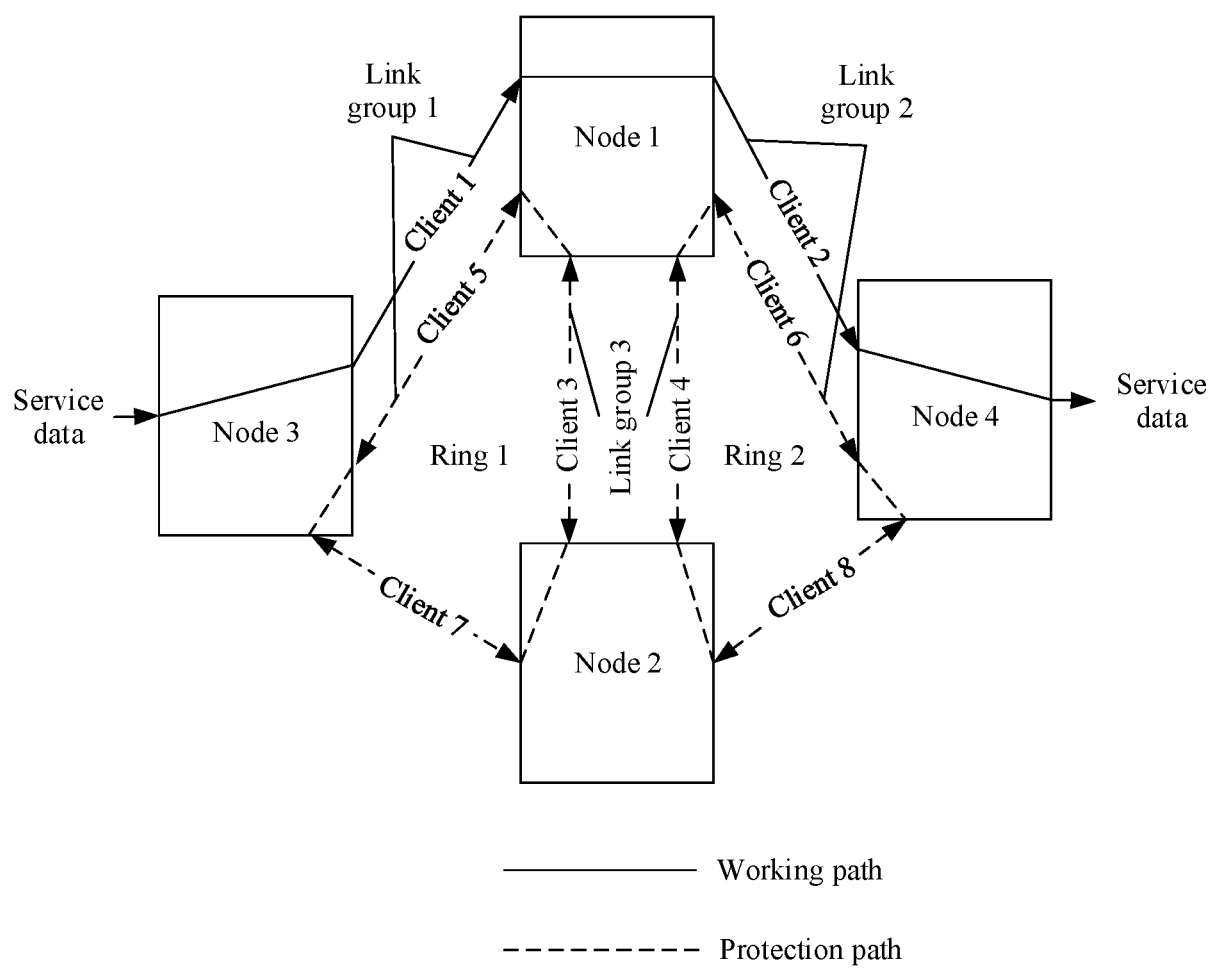 Link
group 1
Link
group 2
Node 1
Client 1
Client 2
Client 5
Client 6
Service
data
Node 3
Ring 1
Client 3
Link group 3
Client 4
Ring 2
Node 4
Service
data
Client 7
Client 8
Node 2
Working path
Protection path